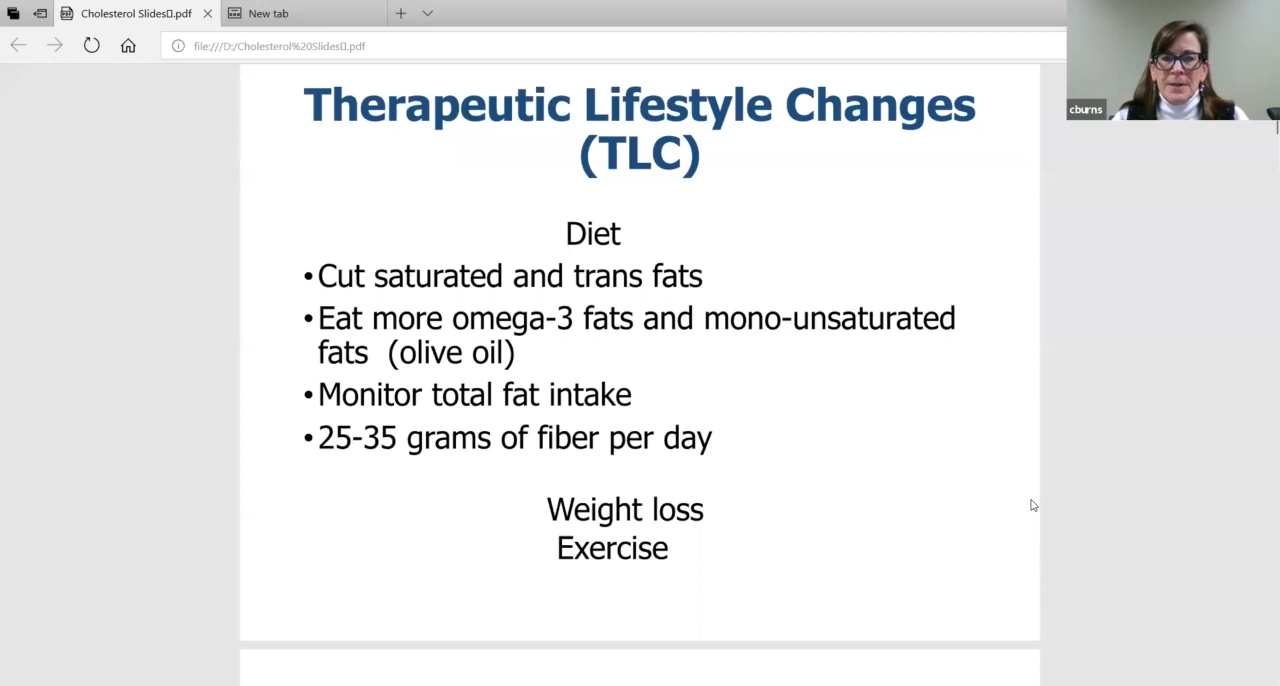 Cholesterol Slides▯.pdf
New tab
file:///D:/Cholesterol%20Slides▯.pdf
cburns
Therapeutic Lifestyle Changes
(TLC)
Diet
•Cut saturated and trans fats
•Eat more omega-3 fats and mono-unsaturated
fats (olive oil)
•Monitor total fat intake
•25-35 grams of fiber per day
Weight loss
Exercise